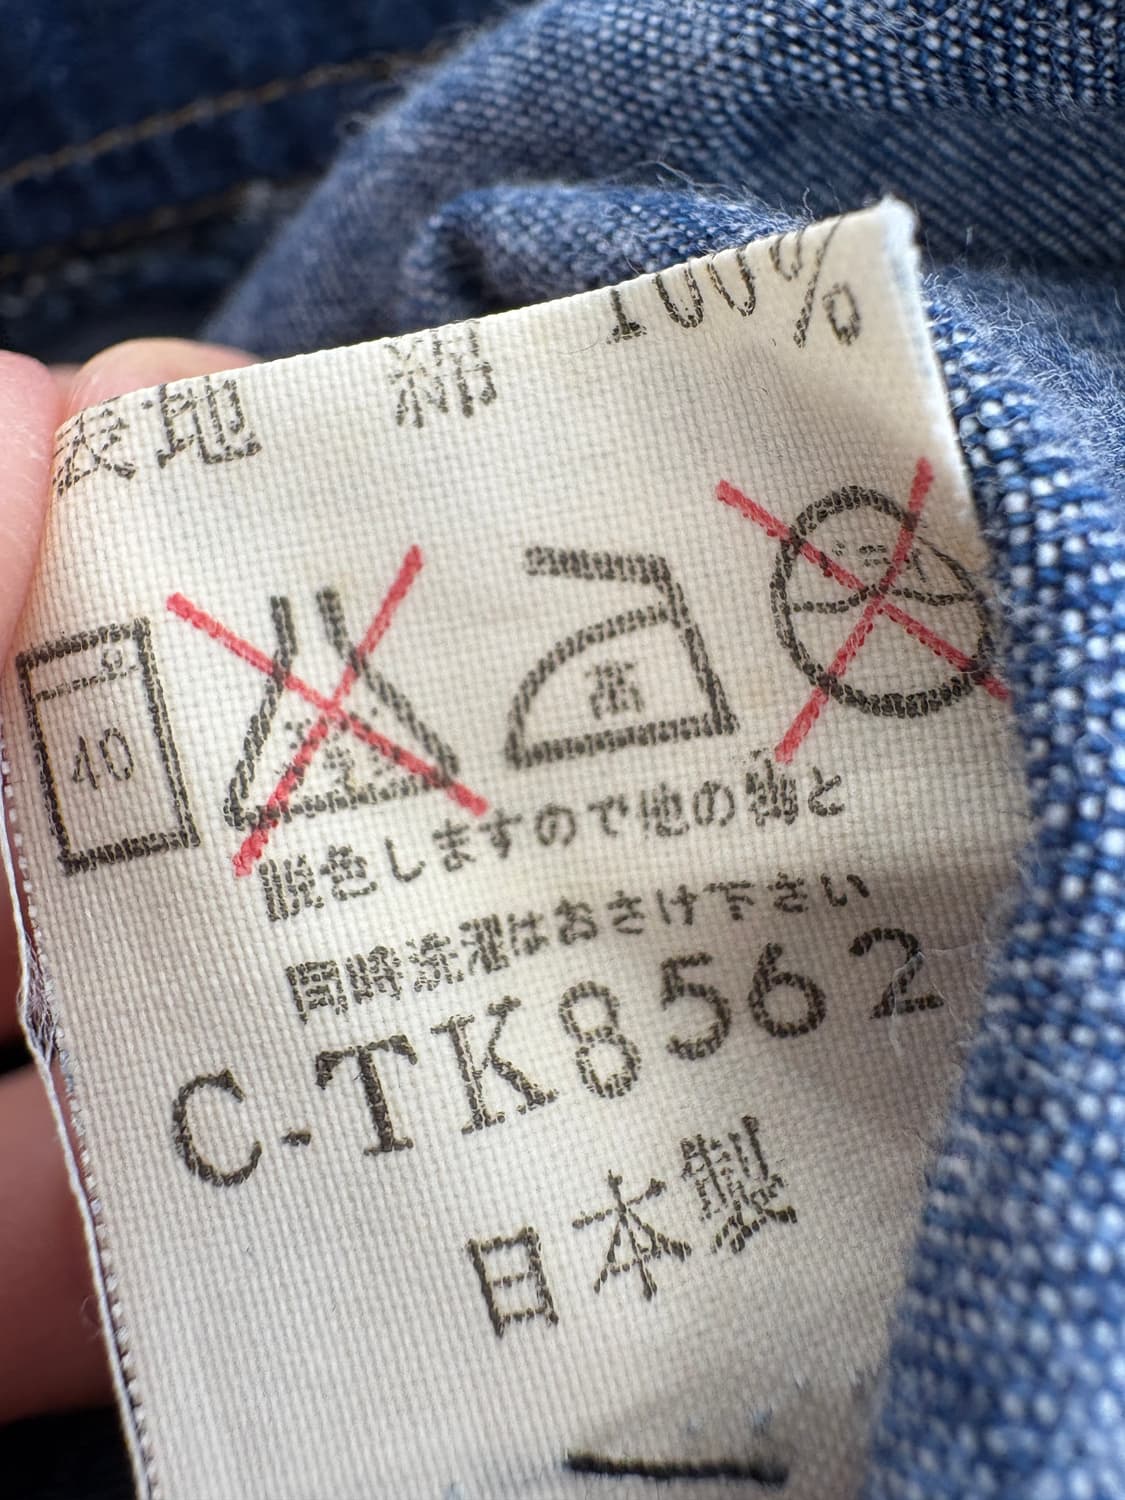 表地 綿 100%
40 高
脱色しますので他の物と
同時洗濯はおさけ下さい
C-TK8562
日本製